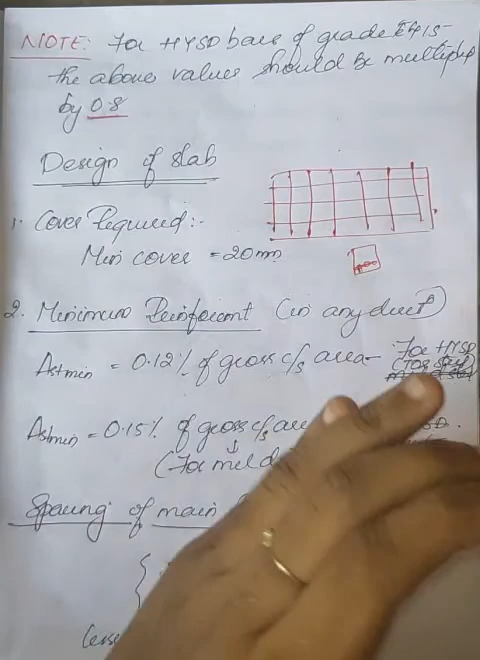 NOTE: For HYSD bars of grade Fe415
the above values should be multiplied
by 0.8
Design of slab
1. Cover Required:-
Min cover = 20mm
2. Minimum Reinforcement (in any direction)
Astmin = 0.12% of gross c/s area - For HYSD
Astmin = 0.15% of gross c/s area
(For mild
Spacing of main